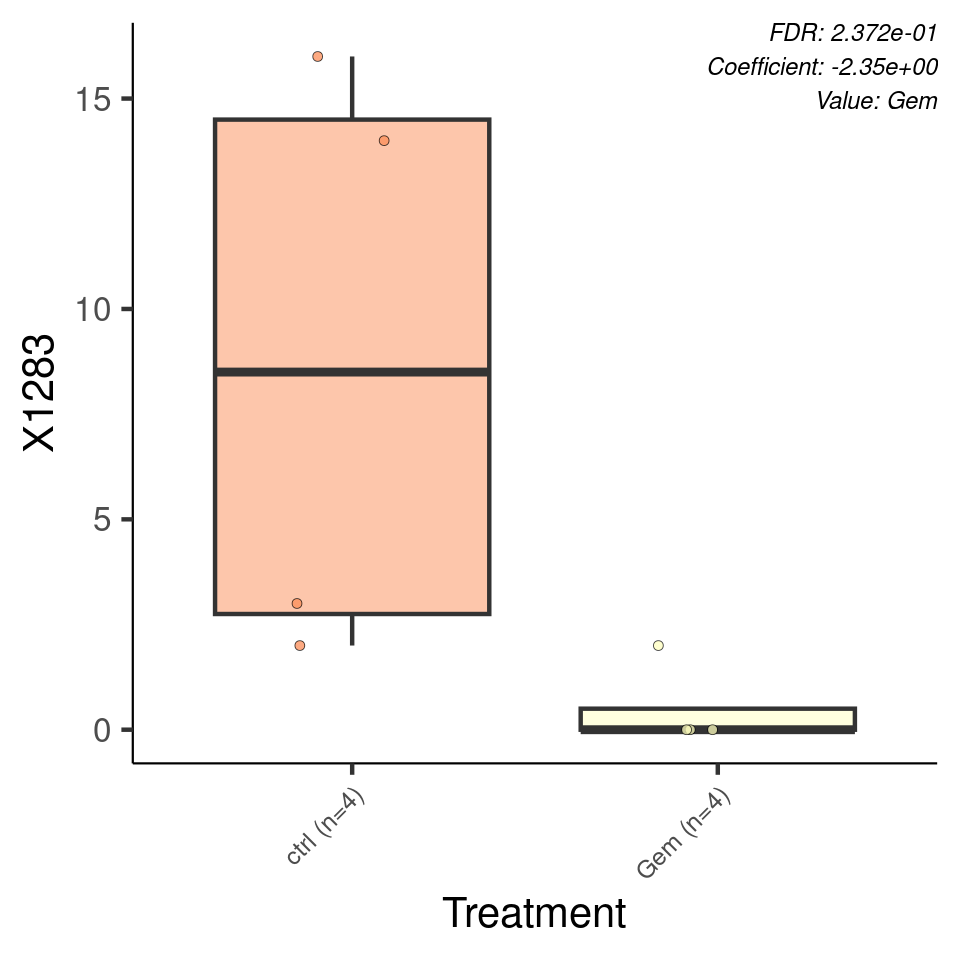 FDR: 2.372e-01
Coefficient: -2.35e+00
Value: Gem
15
10
5
0
X1283
ctrl (n=4)
Gem (n=4)
Treatment